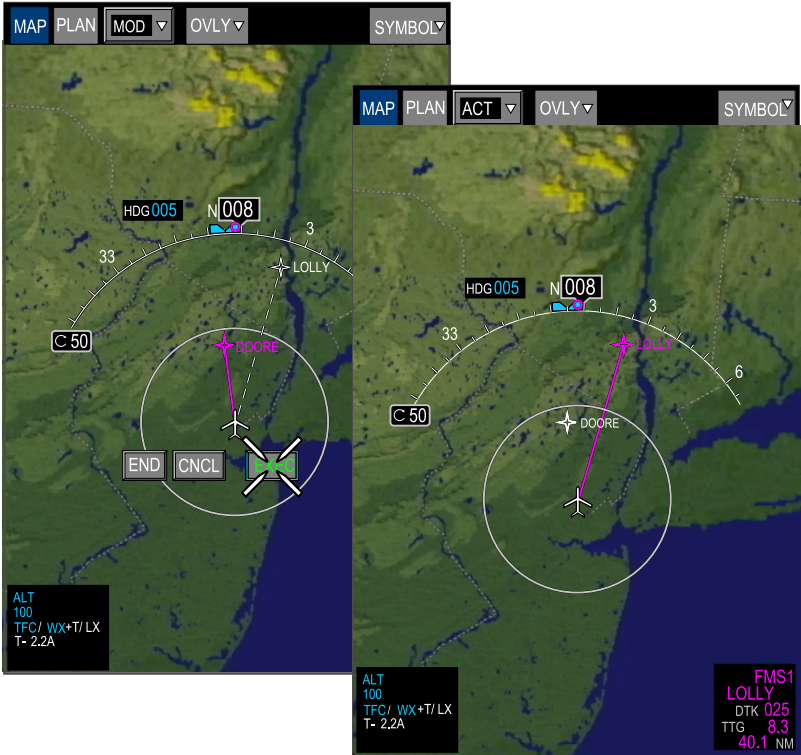 MAP PLAN MOD OVLY SYMBOL
HDG 005 N 008
33 3
LOLLY
C 50
DOORE
END CNCL EXEC
ALT
100
TFC/ WX+T/ LX
T- 2.2A
MAP PLAN ACT OVLY SYMBOL
HDG 005 N 008
33 3
LOLLY
6
C 50
DOORE
ALT
100
TFC/ WX+T/ LX
T- 2.2A
FMS1
LOLLY
DTK 025
TTG 8.3
40.1 NM